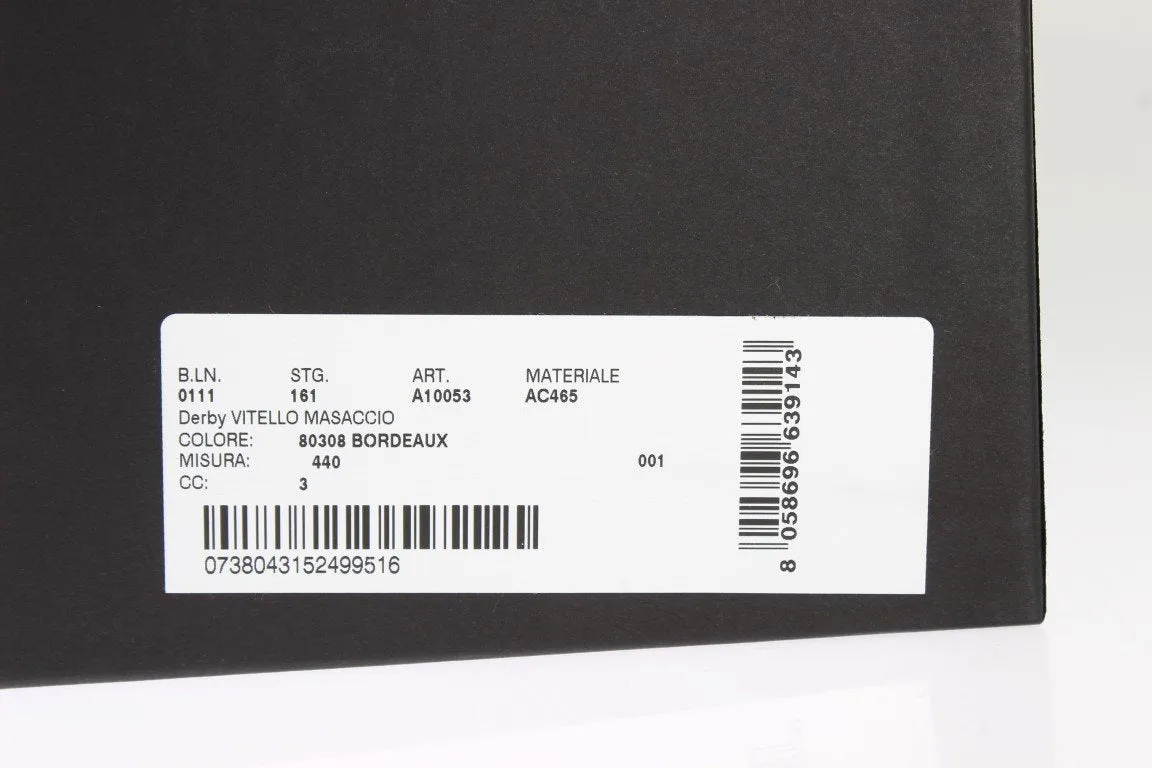 B.LN. STG. ART. MATERIALE
0111 161 A10053 AC465
Derby VITELLO MASACCIO
COLORE: 80308 BORDEAUX
MISURA: 440 001
CC: 3
0738043152499516
8 058696 639143